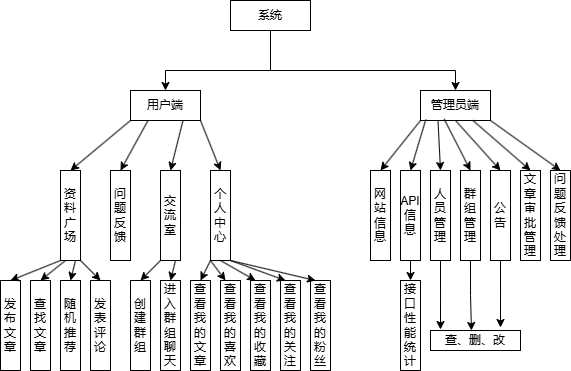 系统
用户端
管理员端
资料广场
问题反馈
交流室
个人中心
网站信息
API信息
人员管理
群组管理
公告
文章审批管理
问题反馈处理
发布文章
查找文章
随机推荐
发表评论
创建群组
进入群组聊天
查看我的文章
查看我的喜欢
查看我的收藏
查看我的关注
查看我的粉丝
接口性能统计
查、删、改